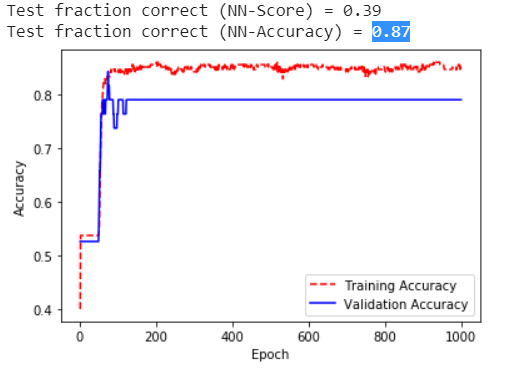 Test fraction correct (NN-Score) = 0.39
Test fraction correct (NN-Accuracy) = 0.87
0.8
0.7
0.6
0.5
0.4
Accuracy
Training Accuracy
Validation Accuracy
0 200 400 600 800 1000
Epoch